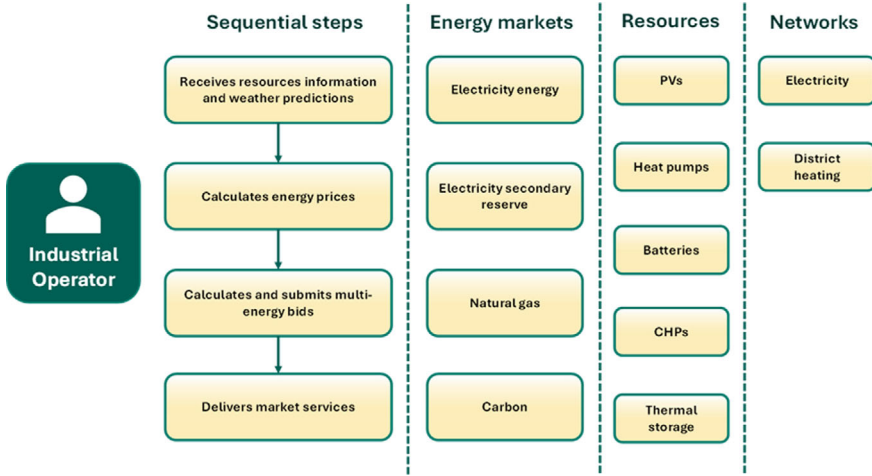 Sequential steps
Energy markets
Resources
Networks
Industrial
Operator
Receives resources information
and weather predictions
Calculates energy prices
Calculates and submits multi-
energy bids
Delivers market services
Electricity energy
Electricity secondary
reserve
Natural gas
Carbon
PVs
Heat pumps
Batteries
CHPs
Thermal
storage
Electricity
District
heating